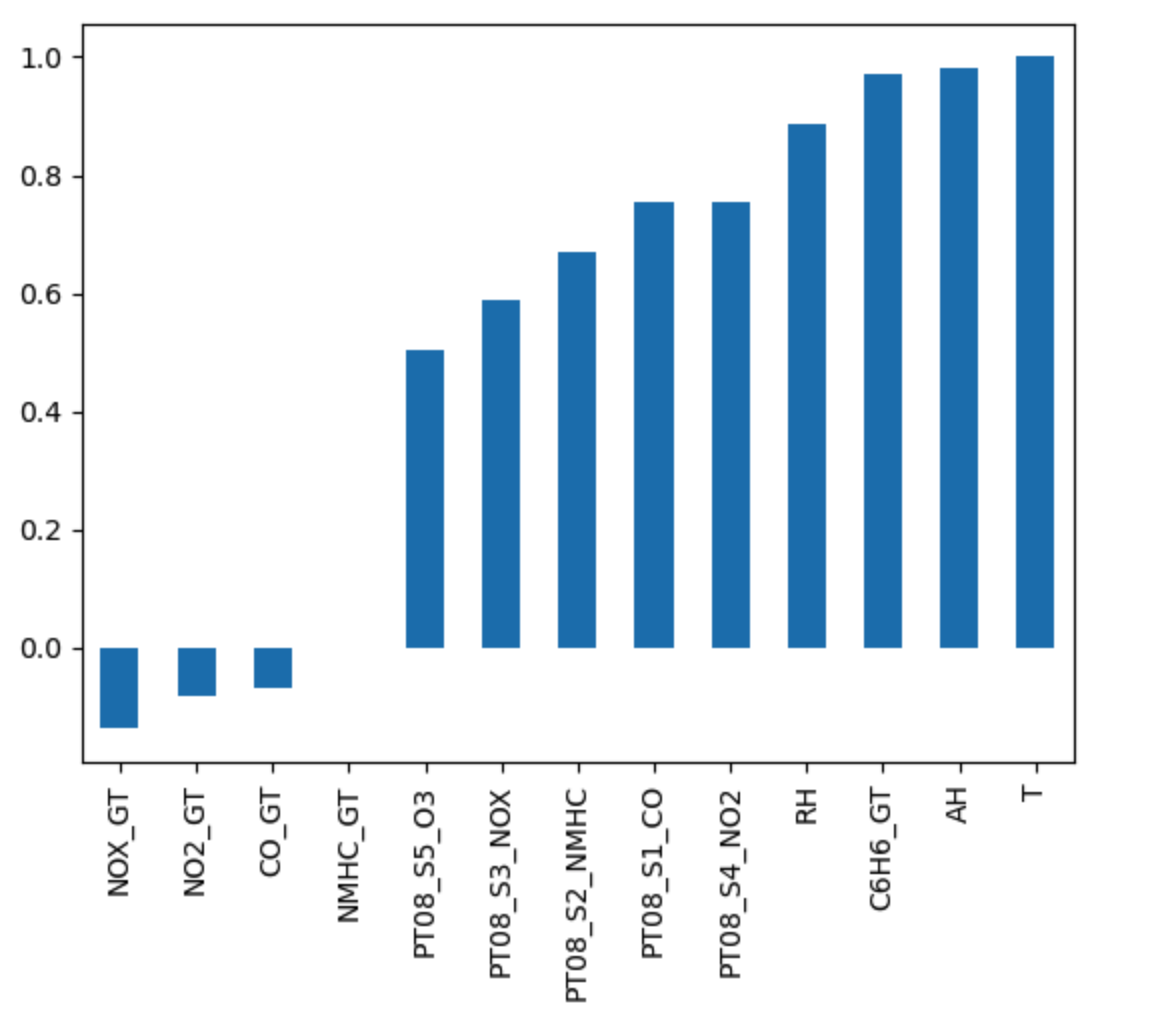 1.0
0.8
0.6
0.4
0.2
0.0
NOX_GT
NO2_GT
CO_GT
NMHC_GT
PT08_S5_O3
PT08_S3_NOX
PT08_S2_NMHC
PT08_S1_CO
PT08_S4_NO2
RH
C6H6_GT
AH
T